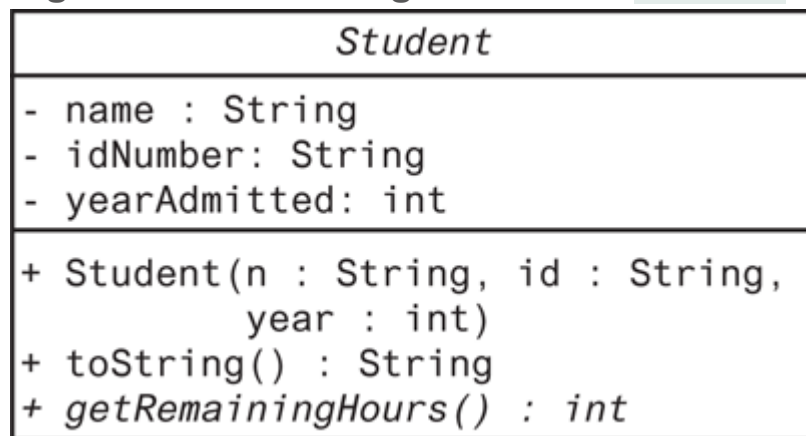 Student
- name : String
- idNumber: String
- yearAdmitted: int
+ Student(n : String, id : String,
year : int)
+ toString() : String
+ getRemainingHours() : int